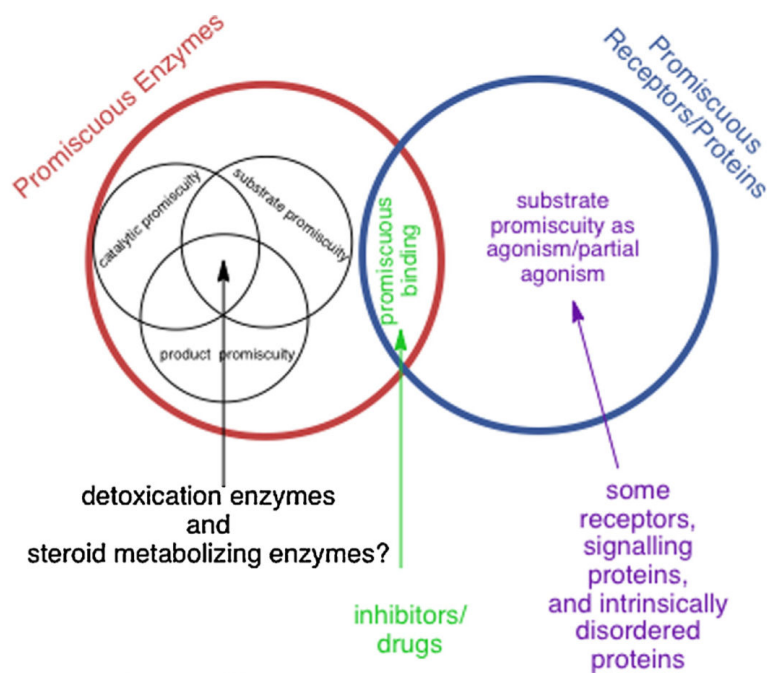 Promiscuous Enzymes
Promiscuous
Receptors/Proteins
catalytic promiscuity
substrate promiscuity
product promiscuity
promiscuous
binding
substrate
promiscuity as
agonism/partial
agonism
detoxication enzymes
and
steroid metabolizing enzymes?
inhibitors/
drugs
some
receptors,
signalling
proteins,
and intrinsically
disordered
proteins